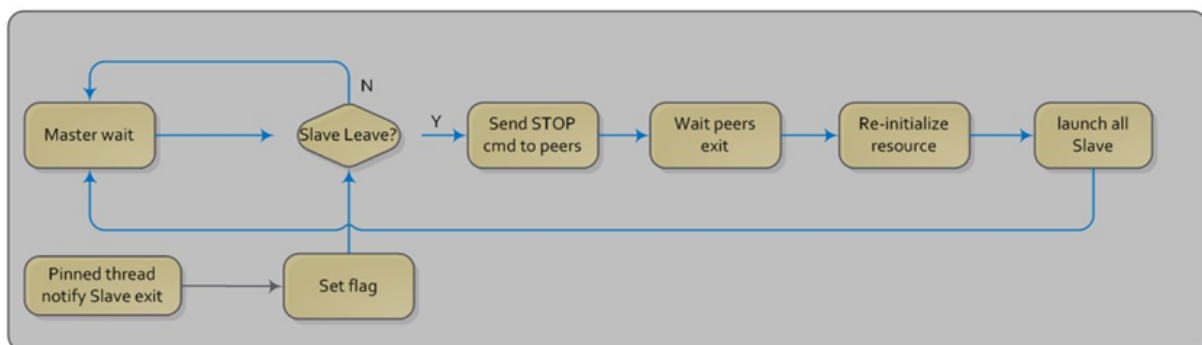 N
Master wait
Slave Leave?
Y
Send STOP
cmd to peers
Wait peers
exit
Re-initialize
resource
launch all
Slave
Pinned thread
notify Slave exit
Set flag